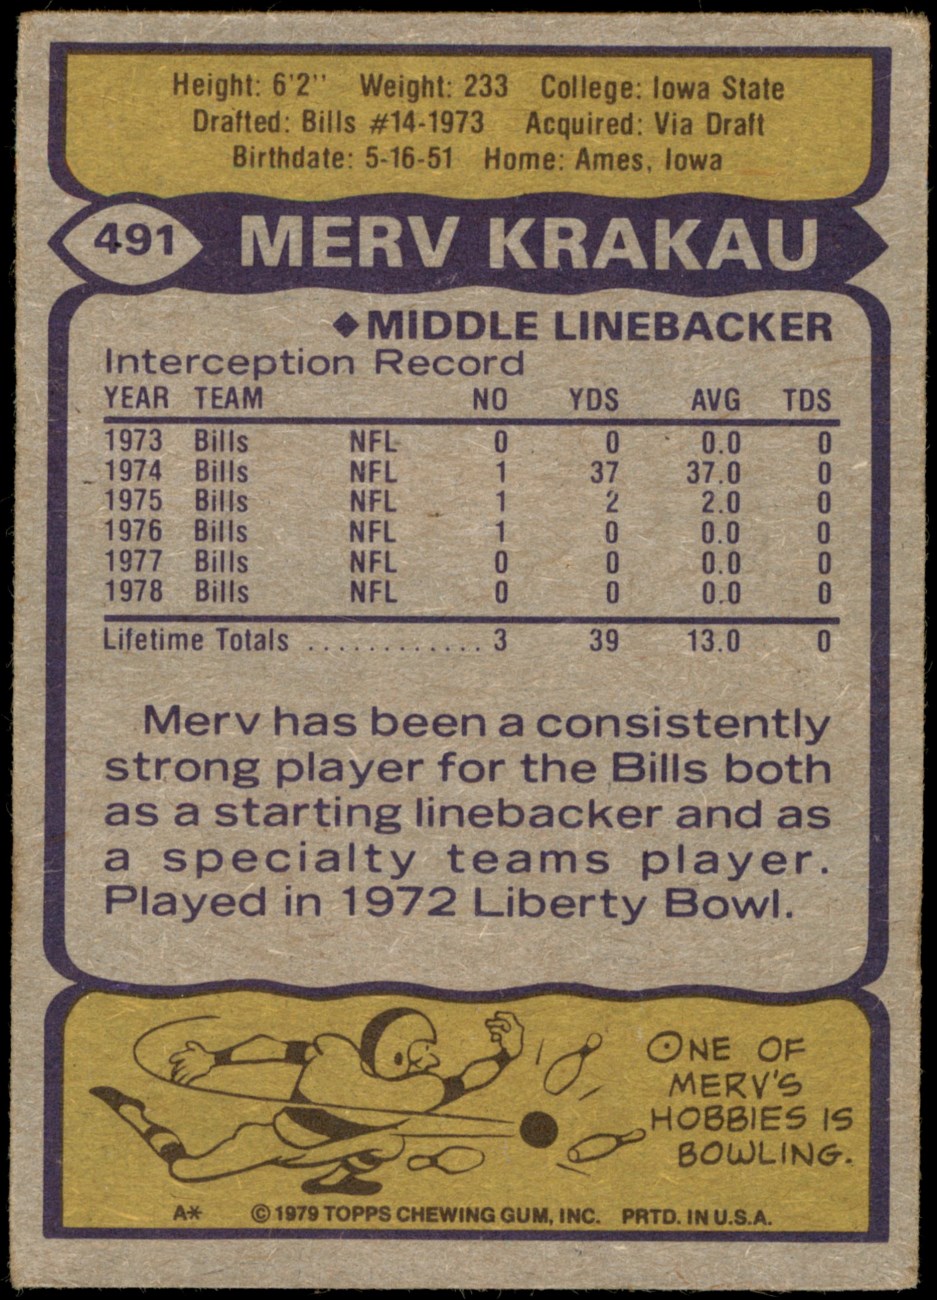 Height: 6'2'' Weight: 233 College: Iowa State
Drafted: Bills #14-1973 Acquired: Via Draft
Birthdate: 5-16-51 Home: Ames, Iowa
491 MERV KRAKAU
◆MIDDLE LINEBACKER
Interception Record
YEAR TEAM NO YDS AVG TDS
1973 Bills NFL 0 0 0.0 0
1974 Bills NFL 1 37 37.0 0
1975 Bills NFL 1 2 2.0 0
1976 Bills NFL 1 0 0.0 0
1977 Bills NFL 0 0 0.0 0
1978 Bills NFL 0 0 0.0 0
Lifetime Totals ............ 3 39 13.0 0
Merv has been a consistently
strong player for the Bills both
as a starting linebacker and as
a specialty teams player.
Played in 1972 Liberty Bowl.
ONE OF
MERV'S
HOBBIES IS
BOWLING.
A* ©1979 TOPPS CHEWING GUM, INC. PRTD. IN U.S.A.